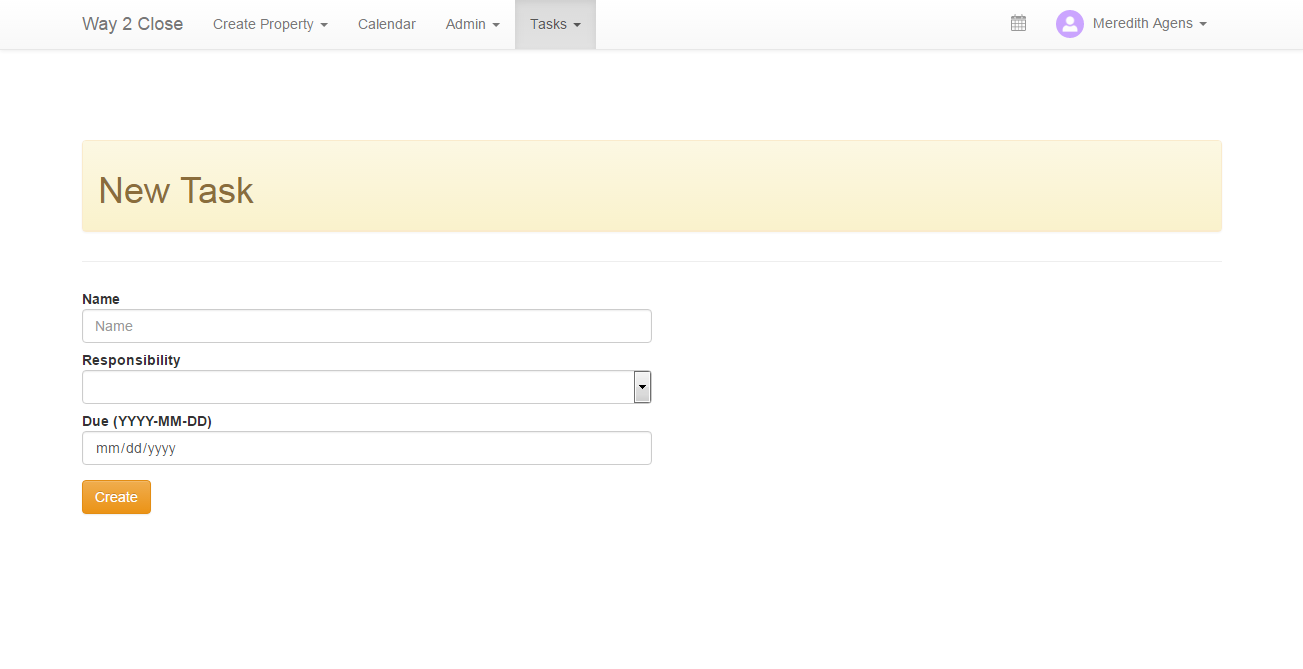 Way 2 Close Create Property Calendar Admin Tasks Meredith Agens
New Task
Name
Name
Responsibility
Due (YYYY-MM-DD)
mm/dd/yyyy
Create